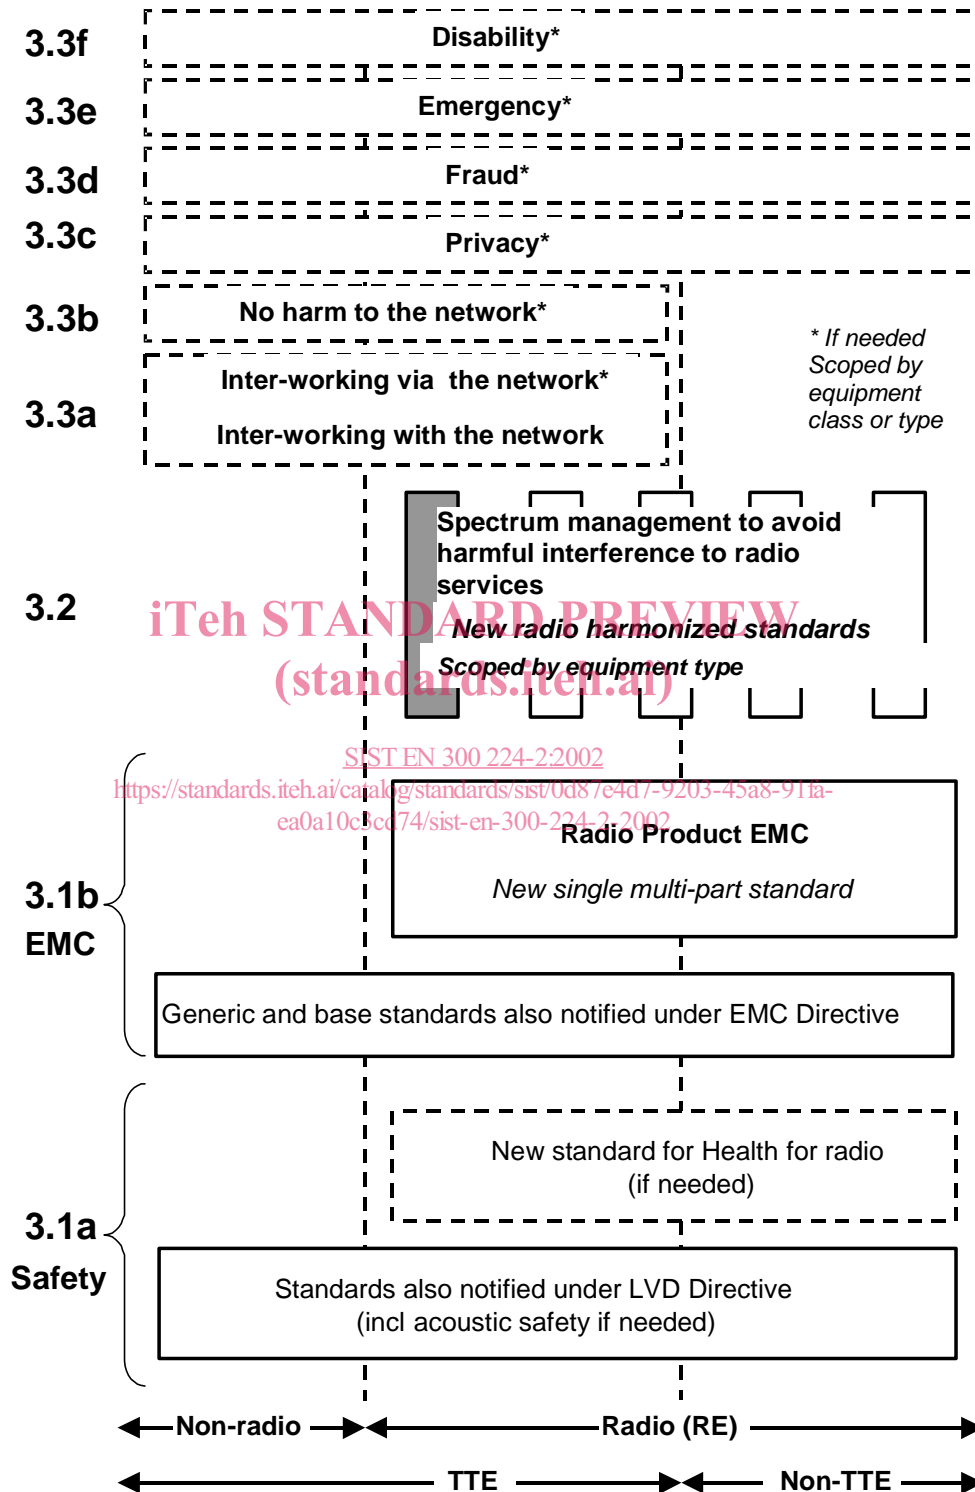 3.3f
Disability*
3.3e
Emergency*
3.3d
Fraud*
3.3c
Privacy*
3.3b
No harm to the network*
* If needed
Scoped by
equipment
class or type
3.3a
Inter-working via the network*
Inter-working with the network
3.2
Spectrum management to avoid
harmful interference to radio
services
New radio harmonized standards
Scoped by equipment type
iTeh STANDARD PREVIEW
(standards.iteh.ai)
SIST EN 300 224-2:2002
https://standards.iteh.ai/catalog/standards/sist/0d87e4d7-9203-45a8-91fa-
ea0a10c3cd74/sist-en-300-224-2-2002
3.1b
EMC
Radio Product EMC
New single multi-part standard
Generic and base standards also notified under EMC Directive
3.1a
Safety
New standard for Health for radio
(if needed)
Standards also notified under LVD Directive
(incl acoustic safety if needed)
Non-radio
Radio (RE)
TTE
Non-TTE